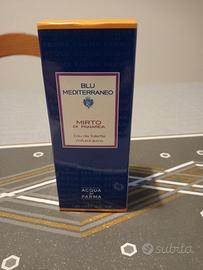 BLU
MEDITERRANEO
MIRTO
DI PANAREA
Eau de Toilette
ACQUA
DI
PARMA
subito